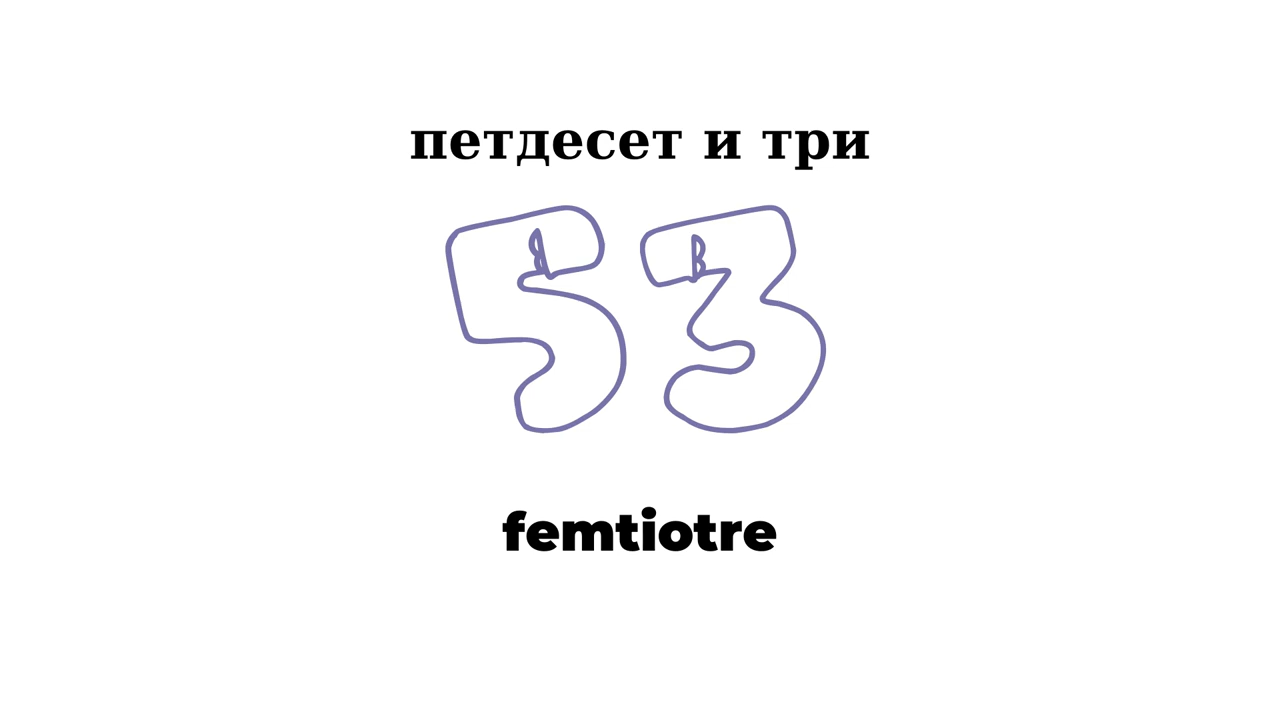 петдесет и три
53
femtiotre